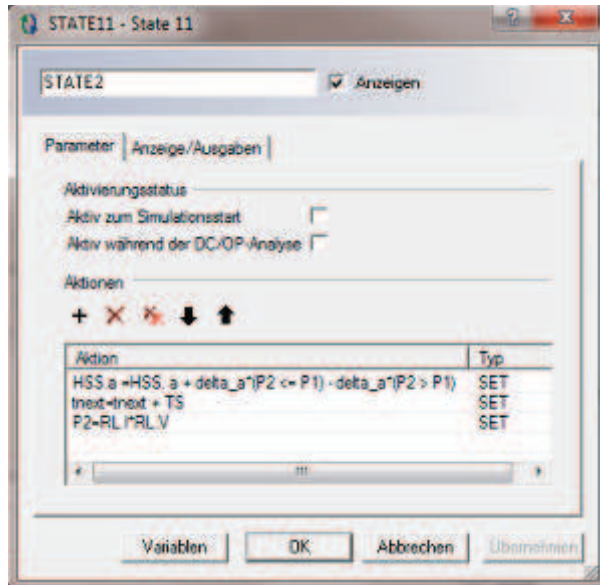 STATE11 - State 11
STATE2
Anzeigen
Parameter
Anzeige/Ausgaben
Aktivierungsstatus
Aktiv zum Simulationsstart
Aktiv während der DC/OP-Analyse
Aktionen
Aktion Typ
HSS.a =HSS. a + delta_a*(P2 <= P1) - delta_a*(P2 > P1) SET
tnext=tnext + TS SET
P2=RL.I*RL.V SET
Variablen OK Abbrechen Übernehmen